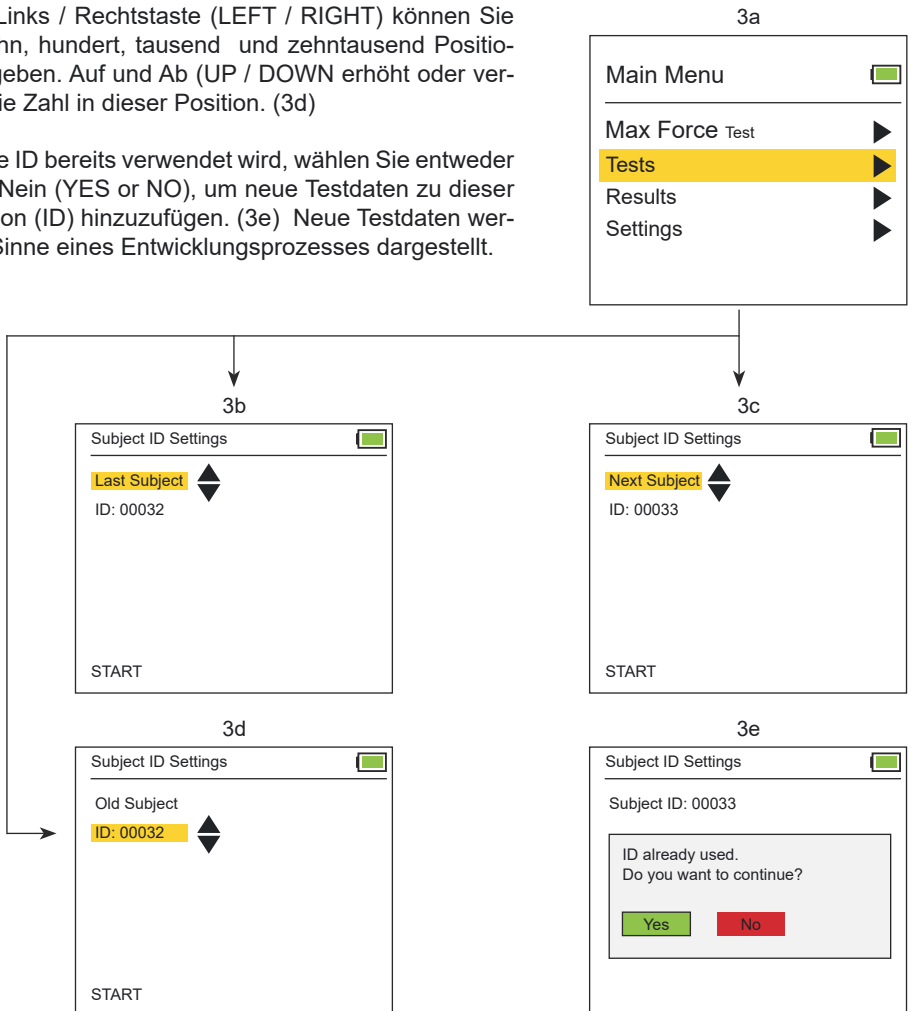 Links / Rechtstaste (LEFT / RIGHT) können Sie
hundert, tausend und zehntausend Positio-
geben. Auf und Ab (UP / DOWN erhöht oder ver-
die Zahl in dieser Position. (3d)
ID bereits verwendet wird, wählen Sie entweder
Nein (YES or NO), um neue Testdaten zu dieser
(ID) hinzuzufügen. (3e) Neue Testdaten wer-
Sinne eines Entwicklungsprozesses dargestellt.
3a
Main Menu
Max Force Test
Tests
Results
Settings
3b
Subject ID Settings
Last Subject
ID: 00032
START
3c
Subject ID Settings
Next Subject
ID: 00033
START
3d
Subject ID Settings
Old Subject
ID: 00032
START
3e
Subject ID Settings
Subject ID: 00033
ID already used.
Do you want to continue?
Yes No